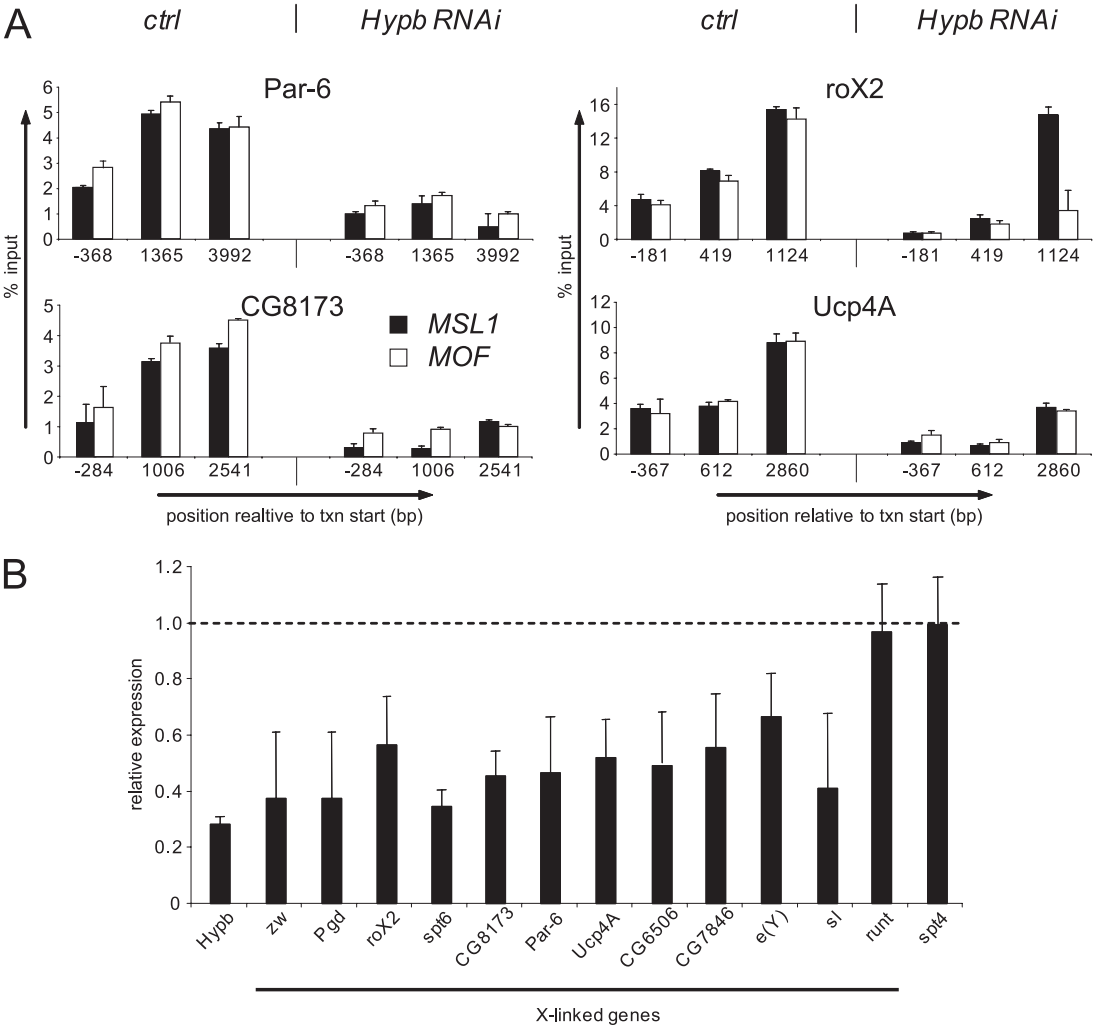 A
ctrl | Hypb RNAi ctrl | Hypb RNAi
Par-6
6
5
4
3
2
1
0
-368 1365 3992 -368 1365 3992
roX2
16
12
8
4
0
-181 419 1124 -181 419 1124
% input
% input
CG8173
5
4
3
2
1
0
-284 1006 2541 -284 1006 2541
MSL1
MOF
Ucp4A
12
10
8
6
4
2
0
-367 612 2860 -367 612 2860
position realtive to txn start (bp)
position relative to txn start (bp)
B
relative expression
1.2
1.0
0.8
0.6
0.4
0.2
0
Hypb zw Pgd roX2 spt6 CG8173 Par-6 Ucp4A CG6506 CG7846 e(Y) sl runt spt4
X-linked genes